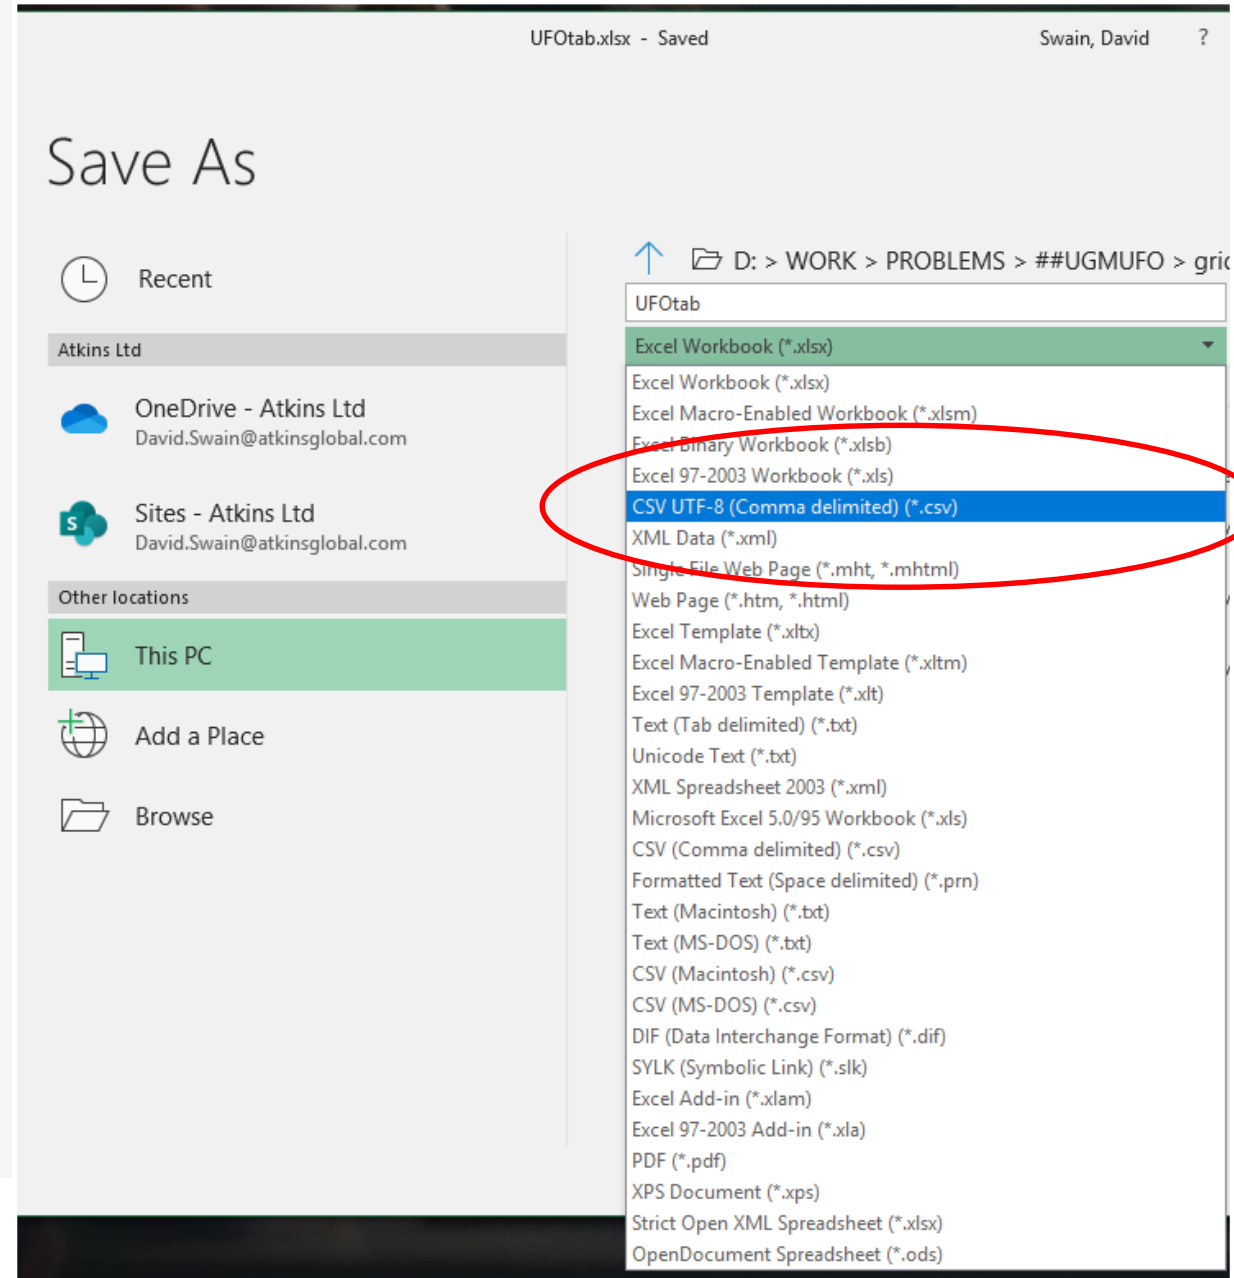 UFOtab.xlsx - Saved
Swain, David ?
Save As
Recent
Atkins Ltd
OneDrive - Atkins Ltd
David.Swain@atkinsglobal.com
Sites - Atkins Ltd
David.Swain@atkinsglobal.com
Other locations
This PC
Add a Place
Browse
D: > WORK > PROBLEMS > ##UGMUFO >
UFOtab
Excel Workbook (*.xlsx)
Excel Workbook (*.xlsx)
Excel Macro-Enabled Workbook (*.xlsm)
Excel Binary Workbook (*.xlsb)
Excel 97-2003 Workbook (*.xls)
CSV UTF-8 (Comma delimited) (*.csv)
XML Data (*.xml)
Single File Web Page (*.mht, *.mhtml)
Web Page (*.htm, *.html)
Excel Template (*.xltx)
Excel Macro-Enabled Template (*.xltm)
Excel 97-2003 Template (*.xlt)
Text (Tab delimited) (*.txt)
Unicode Text (*.txt)
XML Spreadsheet 2003 (*.xml)
Microsoft Excel 5.0/95 Workbook (*.xls)
CSV (Comma delimited) (*.csv)
Formatted Text (Space delimited) (*.prn)
Text (Macintosh) (*.txt)
Text (MS-DOS) (*.txt)
CSV (Macintosh) (*.csv)
CSV (MS-DOS) (*.csv)
DIF (Data Interchange Format) (*.dif)
SYLK (Symbolic Link) (*.slk)
Excel Add-in (*.xlam)
Excel 97-2003 Add-in (*.xla)
PDF (*.pdf)
XPS Document (*.xps)
Strict Open XML Spreadsheet (*.xlsx)
OpenDocument Spreadsheet (*.ods)